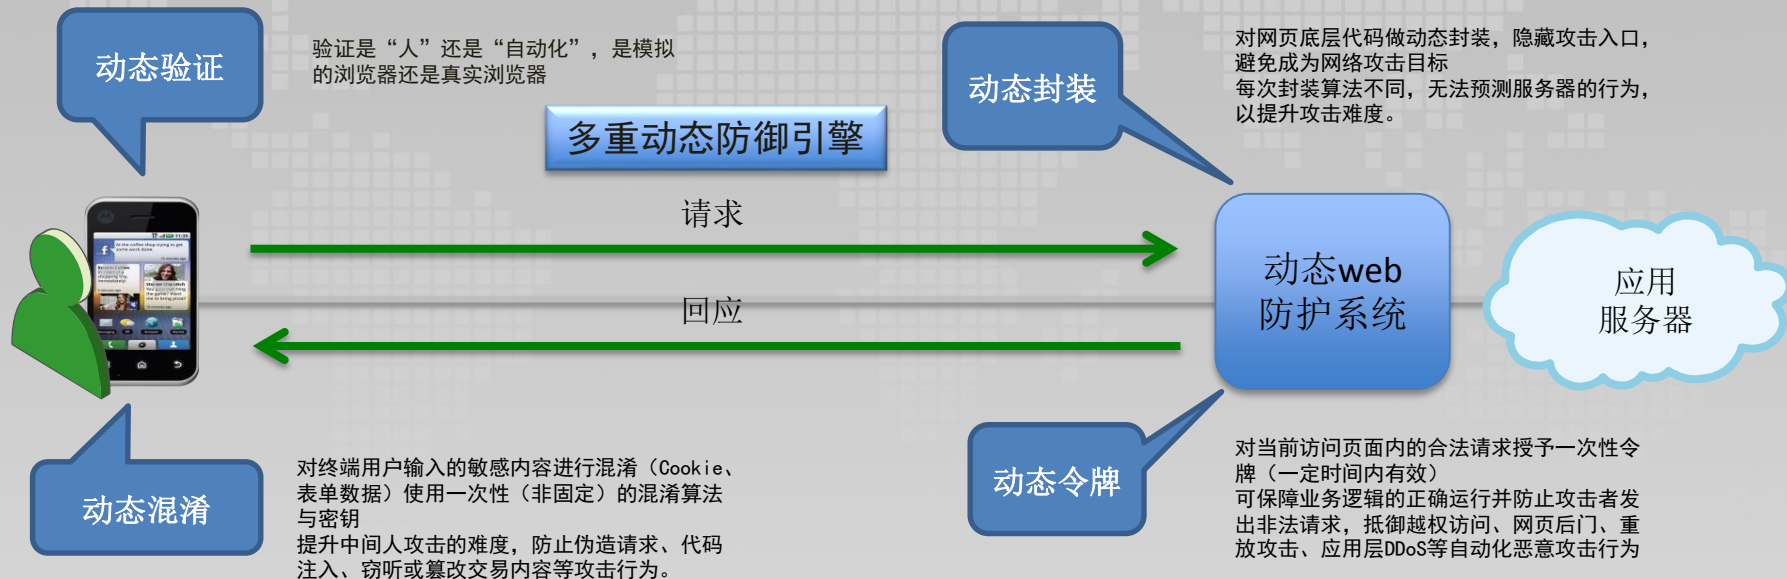 动态验证
验证是“人”还是“自动化”，是模拟
的浏览器还是真实浏览器
动态封装
对网页底层代码做动态封装，隐藏攻击入口，
避免成为网络攻击目标
每次封装算法不同，无法预测服务器的行为，
以提升攻击难度。
多重动态防御引擎
请求
11:35
At the coffee shop trying to get
some work done.
动态web
防护系统
应用
服务器
回应
动态混淆
对终端用户输入的敏感内容进行混淆（Cookie、
表单数据）使用一次性（非固定）的混淆算法
与密钥
提升中间人攻击的难度，防止伪造请求、代码
注入、窃听或篡改交易内容等攻击行为。
动态令牌
对当前访问页面内的合法请求授予一次性令
牌（一定时间内有效）
可保障业务逻辑的正确运行并防止攻击者发
出非法请求，抵御越权访问、网页后门、重
放攻击、应用层DDoS等自动化恶意攻击行为